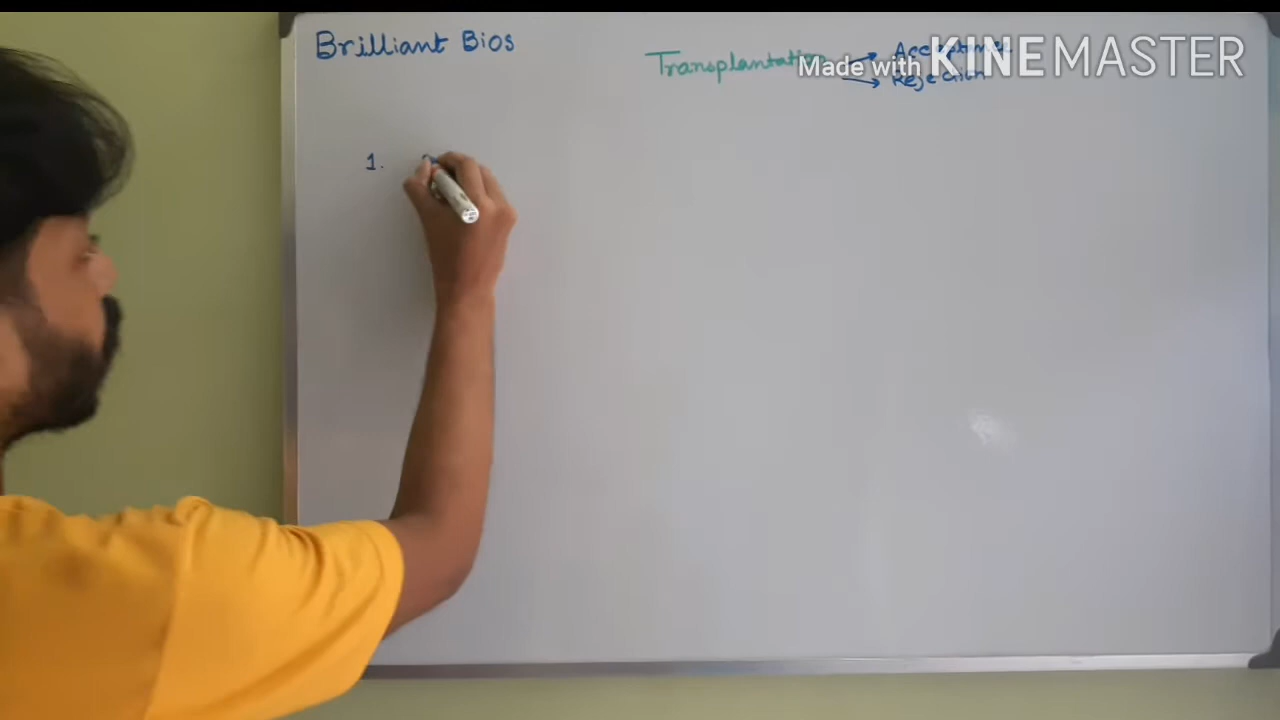 Brilliant Bios
Transplantation → Acceptance
→ Rejection
Made with KINEMASTER
1.